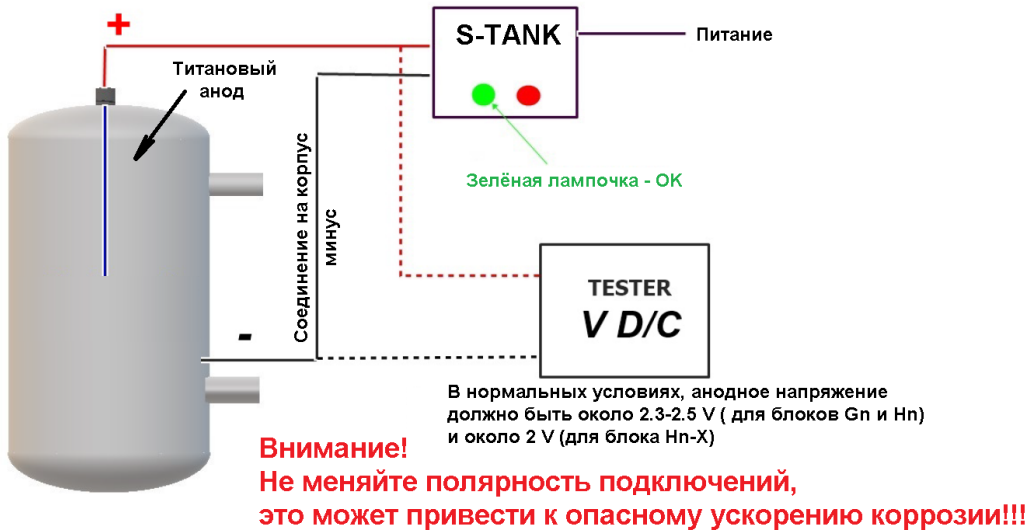 +
S-TANK
Питание
Титановый
анод
Зелёная лампочка - OK
Соединение на корпус
минус
-
TESTER
V D/C
В нормальных условиях, анодное напряжение
должно быть около 2.3-2.5 V ( для блоков Gn и Hn)
и около 2 V (для блока Hn-X)
Внимание!
Не меняйте полярность подключений,
это может привести к опасному ускорению коррозии!!!